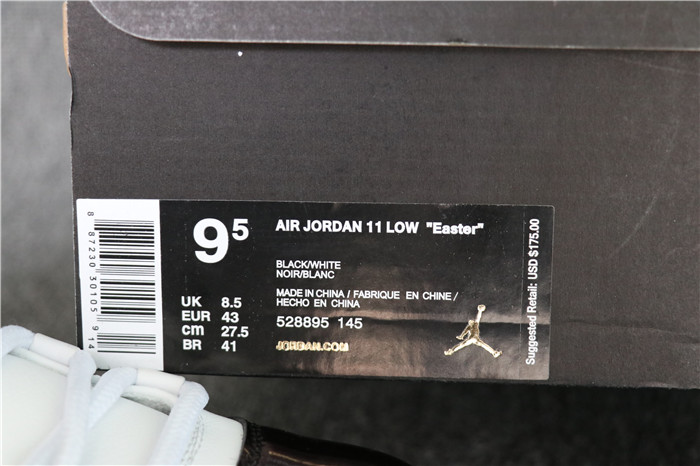 9⁵
AIR JORDAN 11 LOW "Easter"
BLACK/WHITE
NOIR/BLANC
MADE IN CHINA / FABRIQUE EN CHINE /
HECHO EN CHINA
528895 145
JORDAN.COM
UK 8.5
EUR 43
cm 27.5
BR 41
Suggested Retail: USD $175.00
8 87230 30105 914